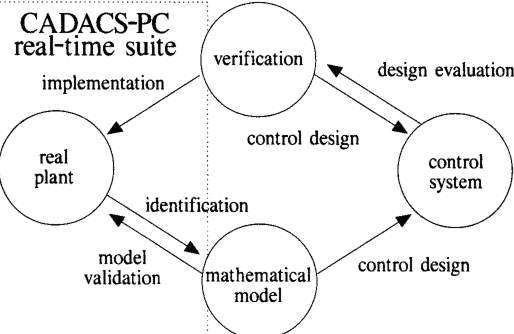 CADACS-PC
real-time suite
verification
implementation
design evaluation
control design
real
plant
control
system
identification
model
validation
mathematical
model
control design